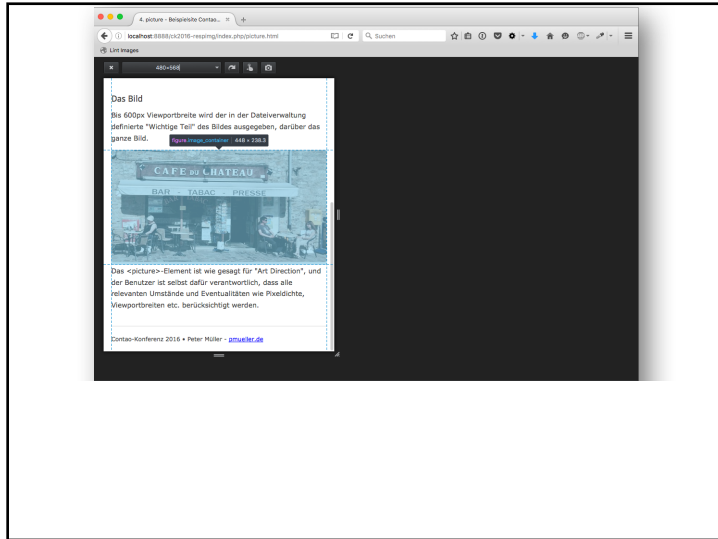 4. picture - Beispielsite Contao...
localhost:8888/ck2016-respimg/index.php/picture.html
Suchen
Lint Images
480×568
Das Bild
Bis 600px Viewportbreite wird der in der Dateiverwaltung
definierte "Wichtige Teil" des Bildes ausgegeben, darüber das
ganze Bild.
figure.image_container | 448 × 238.3
CAFE DU CHATEAU
BAR - TABAC - PRESSE
Das <picture>-Element ist wie gesagt für "Art Direction", und
der Benutzer ist selbst dafür verantwortlich, dass alle
relevanten Umstände und Eventualitäten wie Pixeldichte,
Viewportbreiten etc. berücksichtigt werden.
Contao-Konferenz 2016 • Peter Müller - pmueller.de